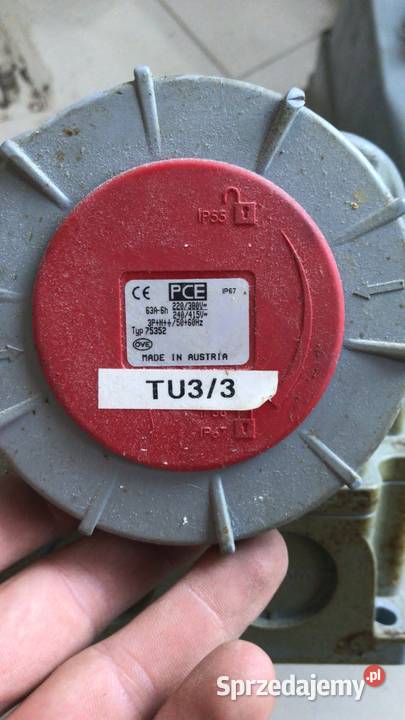 IP55
CE PCE IP67
63A-6h 220/380V~
240/415V~
3P+N+⏚/50+60Hz
Typ 75352
ÖVE
MADE IN AUSTRIA
TU3/3
IP67
Sprzedajemy.pl